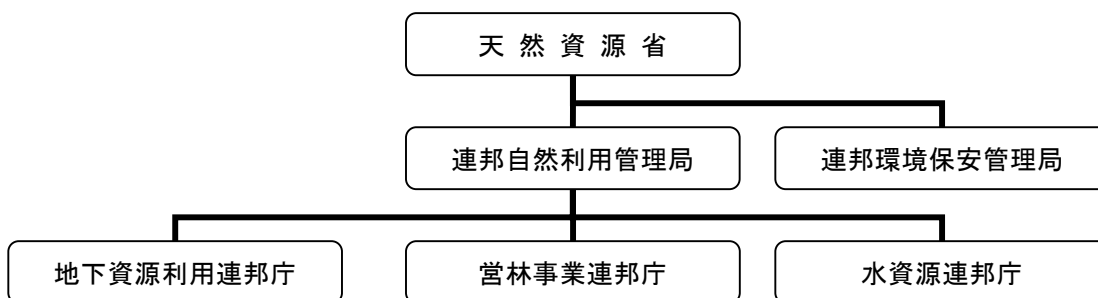 天然資源省
連邦自然利用管理局
連邦環境保安管理局
地下資源利用連邦庁
営林事業連邦庁
水資源連邦庁